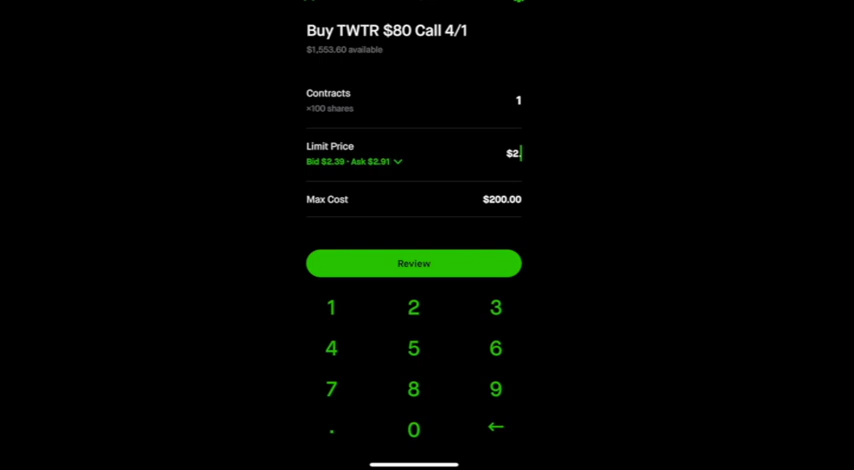 Buy TWTR $80 Call 4/1
$1,553.60 available
Contracts
1
×100 shares
Limit Price
$2.
Bid $2.39 · Ask $2.91
Max Cost
$200.00
Review
1 2 3
4 5 6
7 8 9
. 0